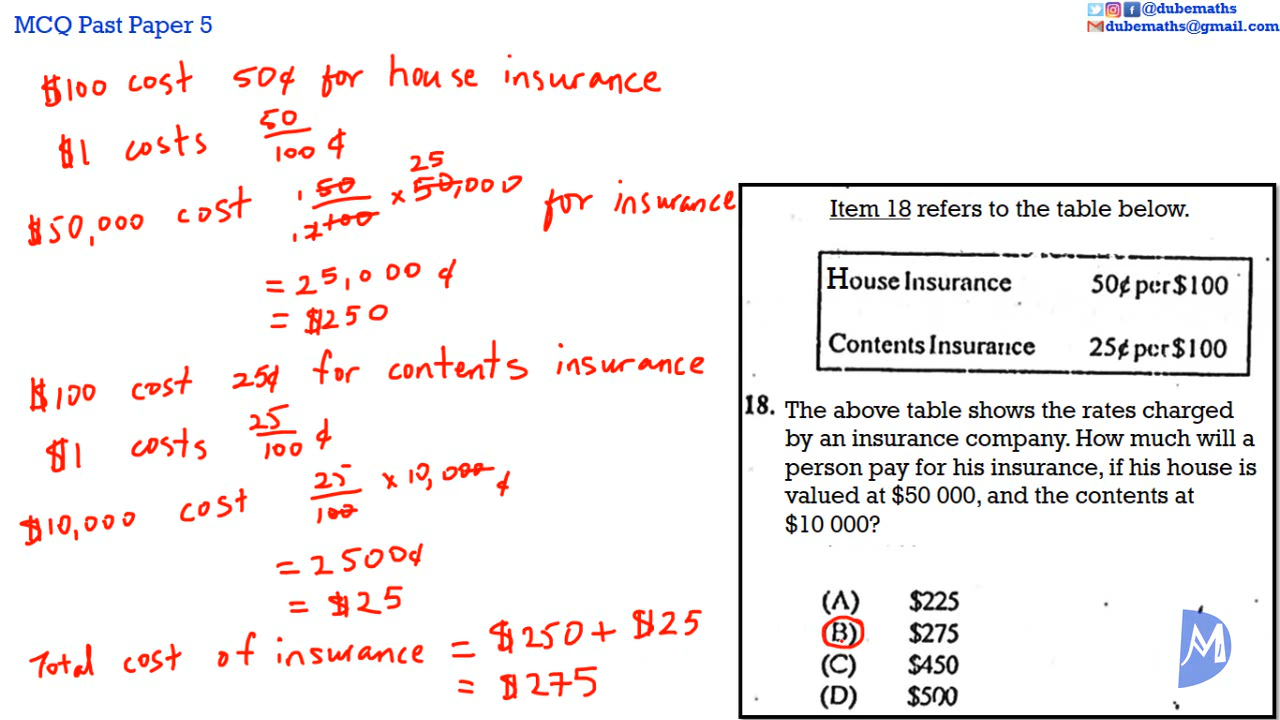 MCQ Past Paper 5
@dubemaths
dubemaths@gmail.com
$100 cost 50¢ for house insurance
$1 costs 50/100 ¢
$50,000 cost 1 50/100 2 1 × 50,000 25 for insurance
= 25,000 ¢
= $250
$100 cost 25¢ for contents insurance
$1 costs 25/100 ¢
$10,000 cost 25/100 × 10,000 ¢
= 2500¢
= $25
Total cost of insurance = $250 + $25
= $275
Item 18 refers to the table below.
House Insurance 50¢ per $100
Contents Insurance 25¢ per $100
18. The above table shows the rates charged
by an insurance company. How much will a
person pay for his insurance, if his house is
valued at $50 000, and the contents at
$10 000?
(A) $225
(B) $275
(C) $450
(D) $500
M